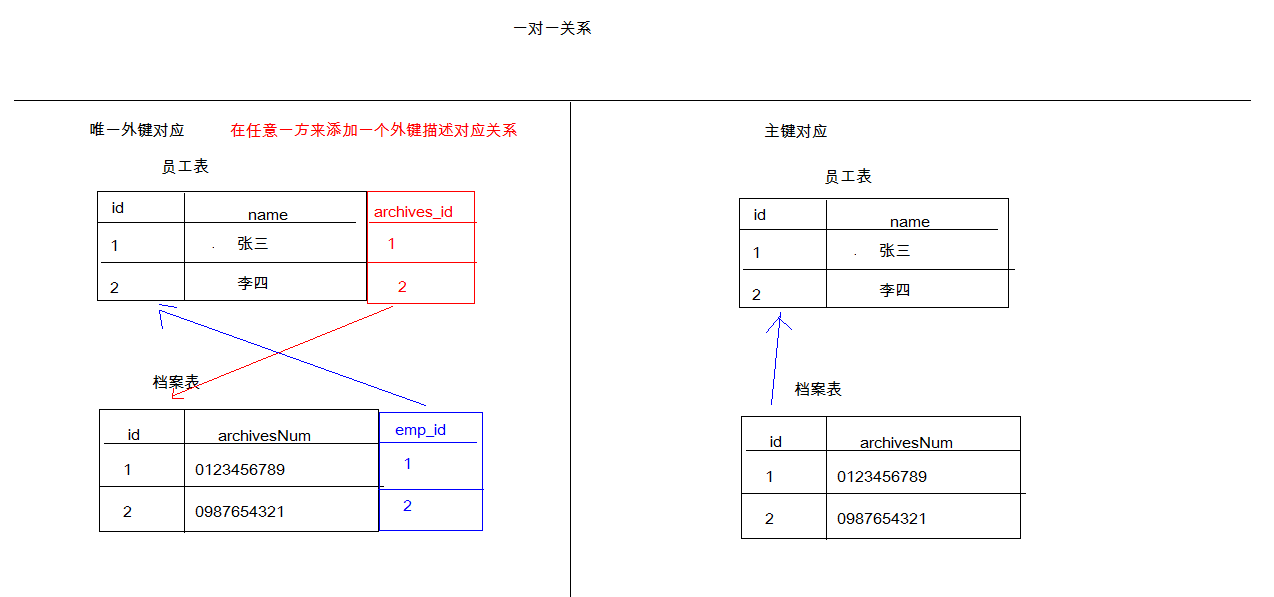 一对一关系
唯一外键对应 在任意一方来添加一个外键描述对应关系
员工表
id name archives_id
1 张三 1
2 李四 2
档案表
id archivesNum emp_id
1 0123456789 1
2 0987654321 2
主键对应
员工表
id name
1 张三
2 李四
档案表
id archivesNum
1 0123456789
2 0987654321